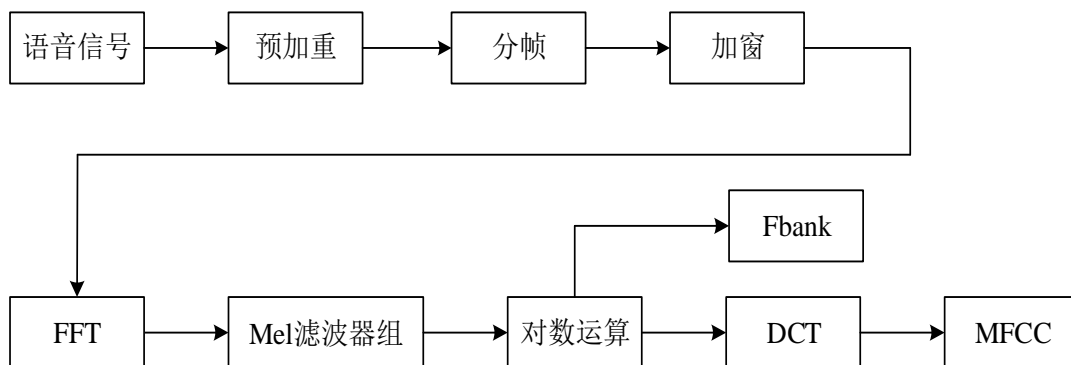 语音信号
预加重
分帧
加窗
Fbank
FFT
Mel滤波器组
对数运算
DCT
MFCC